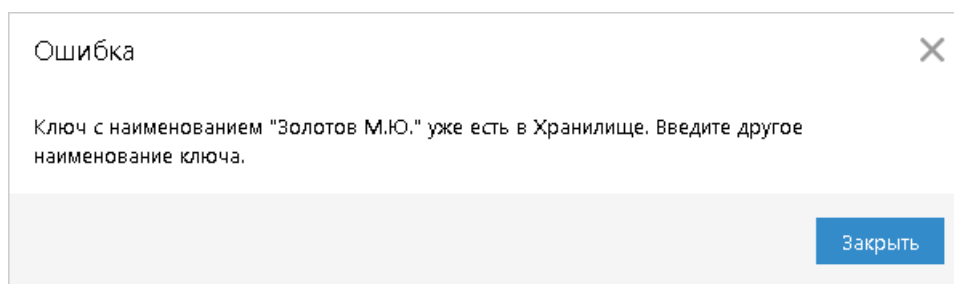 Ошибка
Ключ с наименованием "Золотов М.Ю." уже есть в Хранилище. Введите другое
наименование ключа.
Закрыть